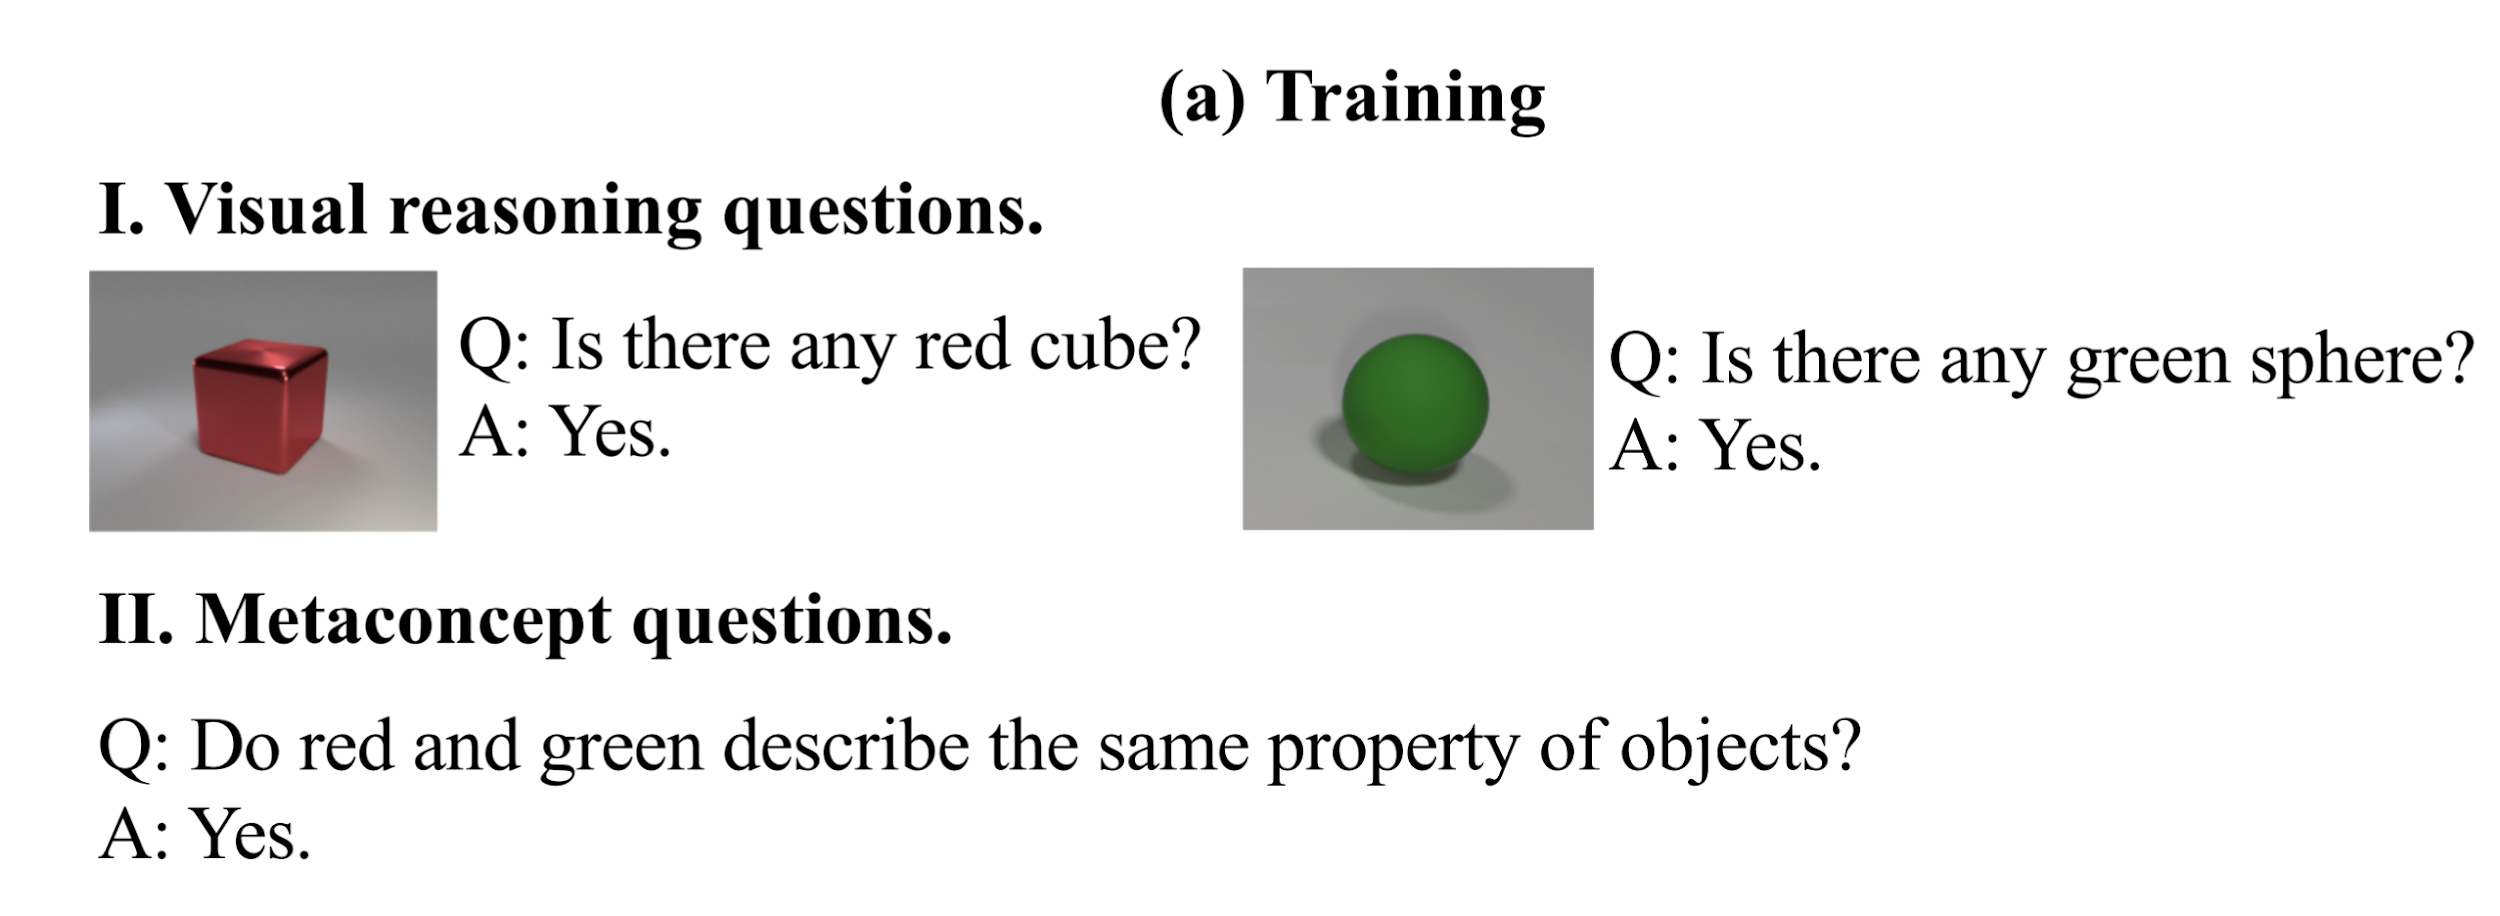 (a) Training
I. Visual reasoning questions.
Q: Is there any red cube?
A: Yes.
Q: Is there any green sphere?
A: Yes.
II. Metaconcept questions.
Q: Do red and green describe the same property of objects?
A: Yes.